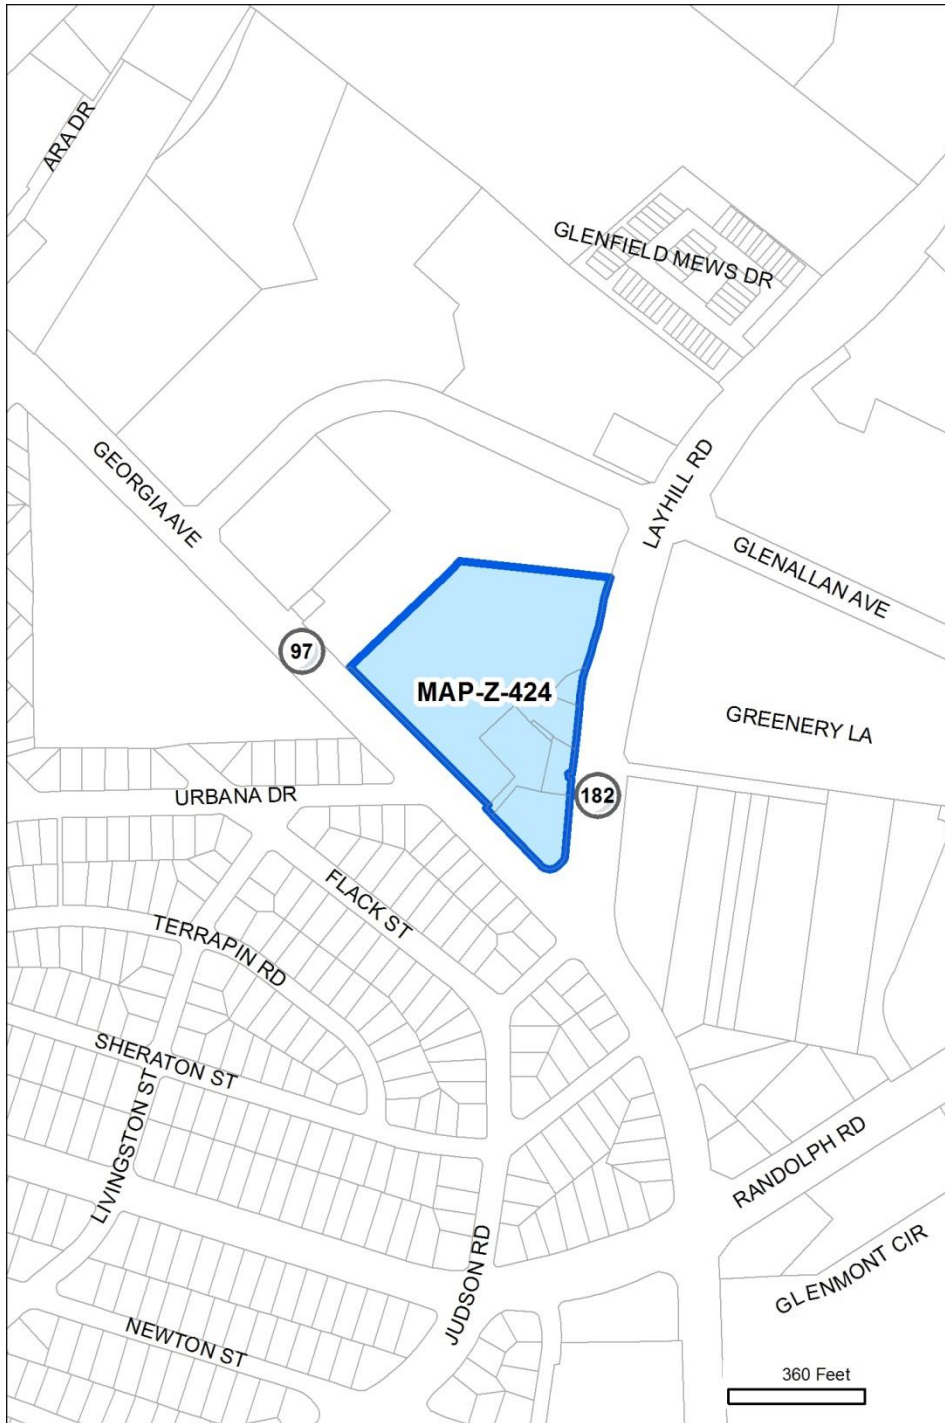 ARA DR
GLENFIELD MEWS DR
GEORGIA AVE
LAYHILL RD
GLENALLAN AVE
97
MAP-Z-424
GREENERY LA
182
URBANA DR
FLACK ST
TERRAPIN RD
SHERATON ST
LIVINGSTON ST
RANDOLPH RD
JUDSON RD
GLENMONT CIR
NEWTON ST
360 Feet